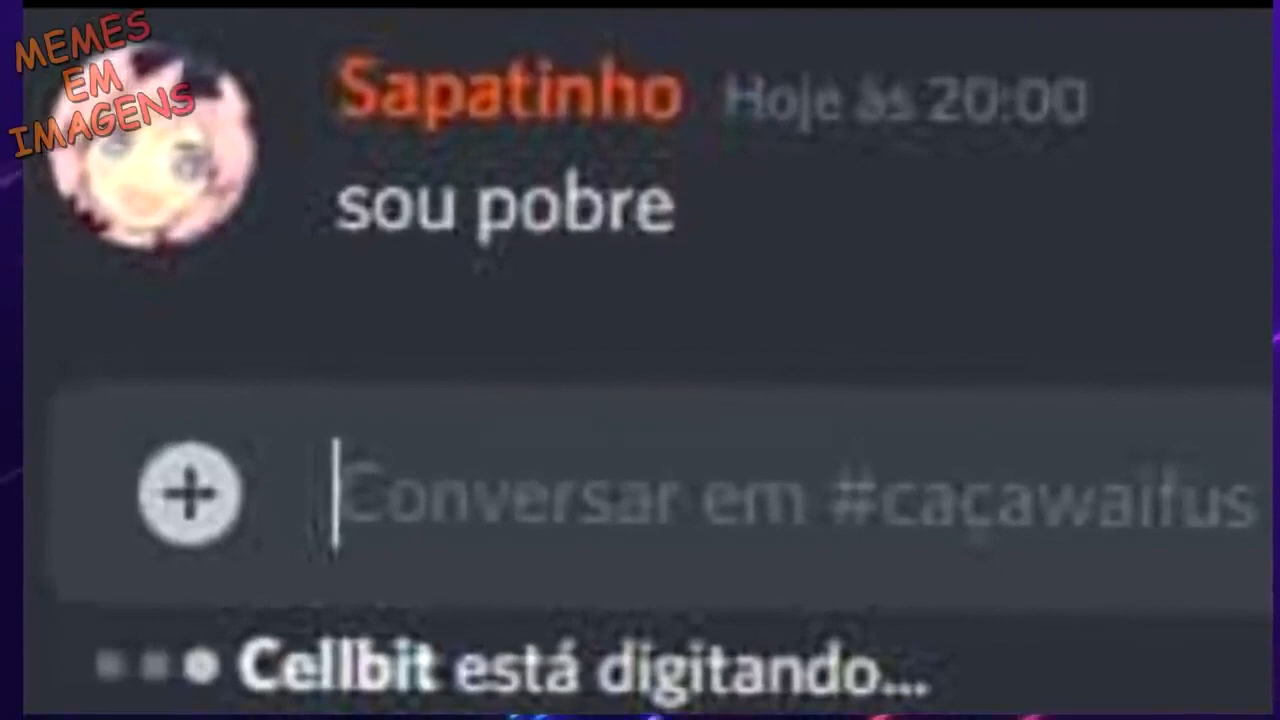 MEMES
EM
IMAGENS
Sapatinho Hoje às 20:00
sou pobre
Conversar em #caçawaifus
Cellbit está digitando...